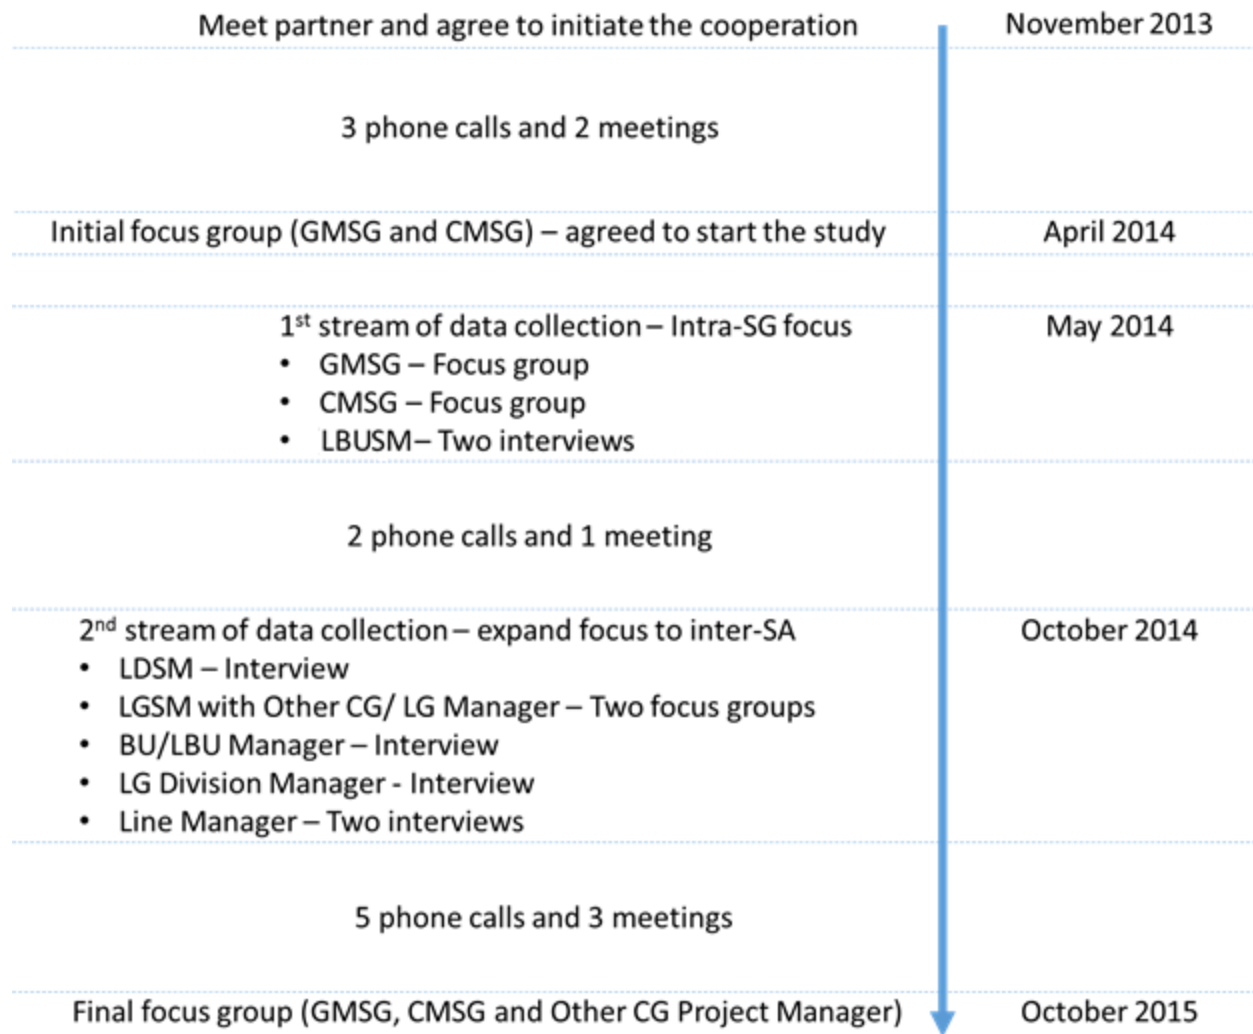 Meet partner and agree to initiate the cooperation November 2013
3 phone calls and 2 meetings
Initial focus group (GMSG and CMSG) – agreed to start the study April 2014
1st stream of data collection – Intra-SG focus May 2014
• GMSG – Focus group
• CMSG – Focus group
• LBUSM– Two interviews
2 phone calls and 1 meeting
2nd stream of data collection – expand focus to inter-SA October 2014
• LDSM – Interview
• LGSM with Other CG/ LG Manager – Two focus groups
• BU/LBU Manager – Interview
• LG Division Manager - Interview
• Line Manager – Two interviews
5 phone calls and 3 meetings
Final focus group (GMSG, CMSG and Other CG Project Manager) October 2015